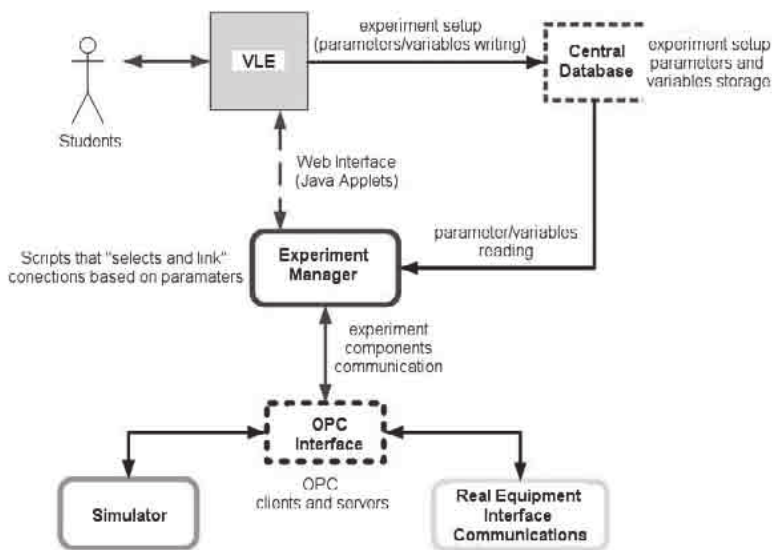 experiment setup
(parameters/variables writing)
VLE
Central
Database
experiment setup
parameters and
variables storage
Students
Web Interface
(Java Applets)
Scripts that "selects and link"
conections based on paramaters
Experiment
Manager
parameter/variables
reading
experiment
components
communication
OPC
Interface
OPC
clients and servers
Simulator
Real Equipment
Interface
Communications